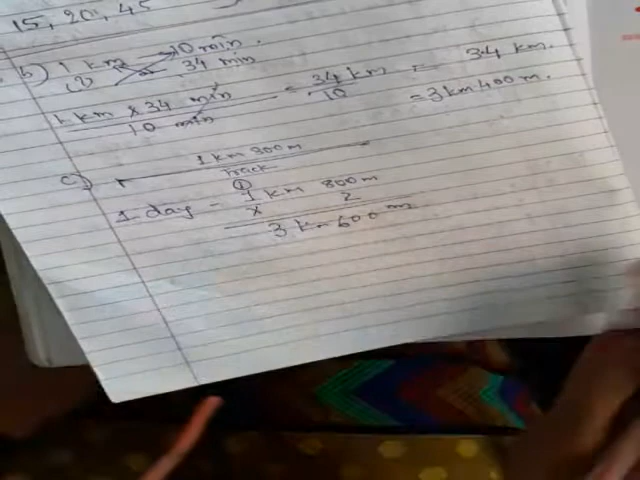 15, 20, 45
b) 1 km 10 min.
(?) 34 min
1 km x 34 min / 10 min = 34 km / 10 = 34 km.
= 3 km 400 m.
c) 1 km 800 m
Track
1 day - 1 km 800 m
x 2
3 km 600 m